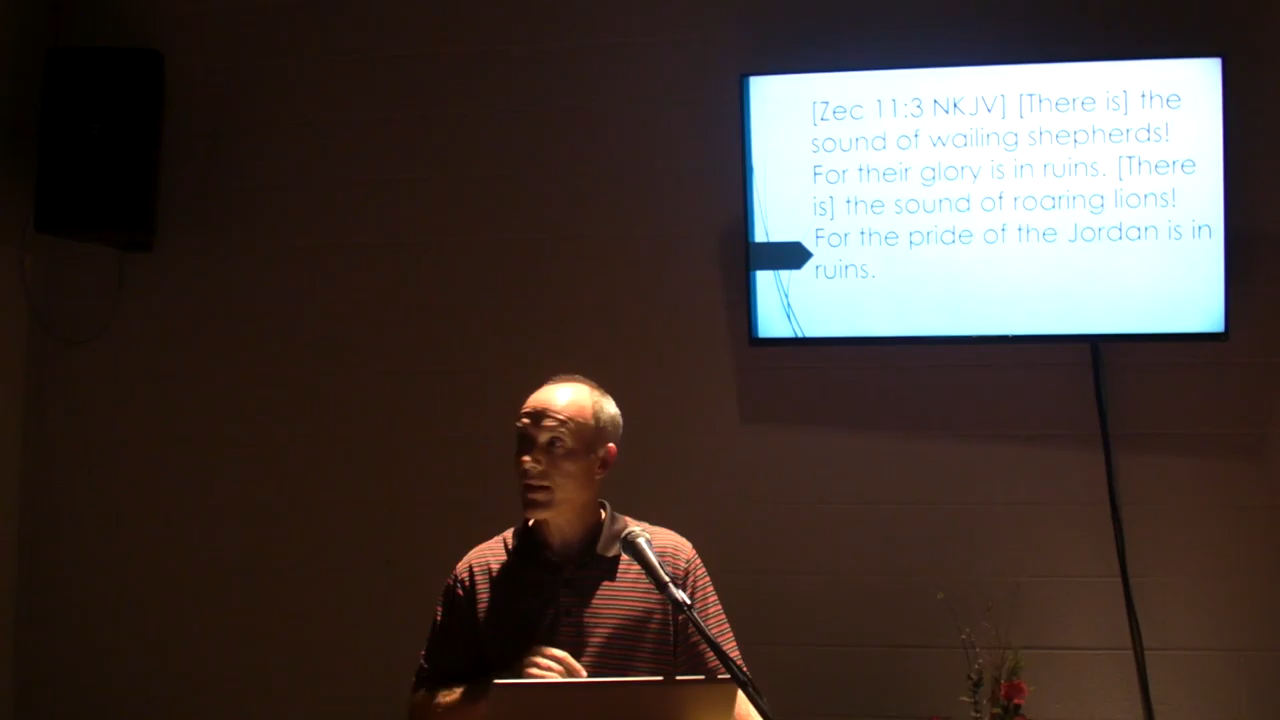 [Zec 11:3 NKJV] [There is] the
sound of wailing shepherds!
For their glory is in ruins. [There
is] the sound of roaring lions!
For the pride of the Jordan is in
ruins.